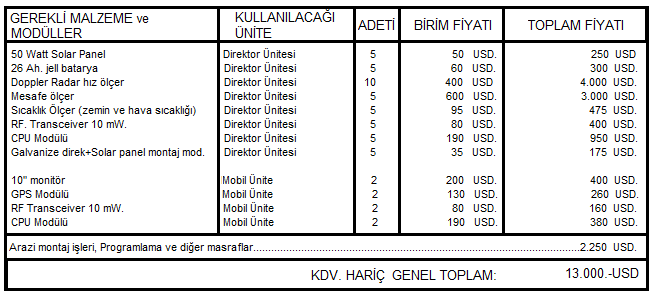 GEREKLİ MALZEME ve MODÜLLER KULLANILACAĞI ÜNİTE ADETİ BİRİM FİYATI TOPLAM FİYATI
50 Watt Solar Panel Direktor Ünitesi 5 50 USD. 250 USD
26 Ah. jell batarya Direktor Ünitesi 5 60 USD. 300 USD.
Doppler Radar hız ölçer Direktor Ünitesi 10 400 USD 4.000 USD.
Mesafe ölçer Direktor Ünitesi 5 600 USD. 3.000 USD.
Sıcaklık Ölçer (zemin ve hava sıcaklığı) Direktor Ünitesi 5 95 USD. 475 USD.
RF. Transceiver 10 mW. Direktor Ünitesi 5 80 USD. 400 USD.
CPU Modülü Direktor Ünitesi 5 190 USD. 950 USD.
Galvanize direk+Solar panel montaj mod. Direktor Ünitesi 5 35 USD. 175 USD.
10" monitör Mobil Ünite 2 200 USD. 400 USD.
GPS Modülü Mobil Ünite 2 130 USD. 260 USD.
RF Transceiver 10 mW. Mobil Ünite 2 80 USD. 160 USD.
CPU Modülü Mobil Ünite 2 190 USD. 380 USD.
Arazi montaj işleri, Programlama ve diğer masraflar....................2.250 USD.
KDV. HARİÇ GENEL TOPLAM: 13.000.-USD